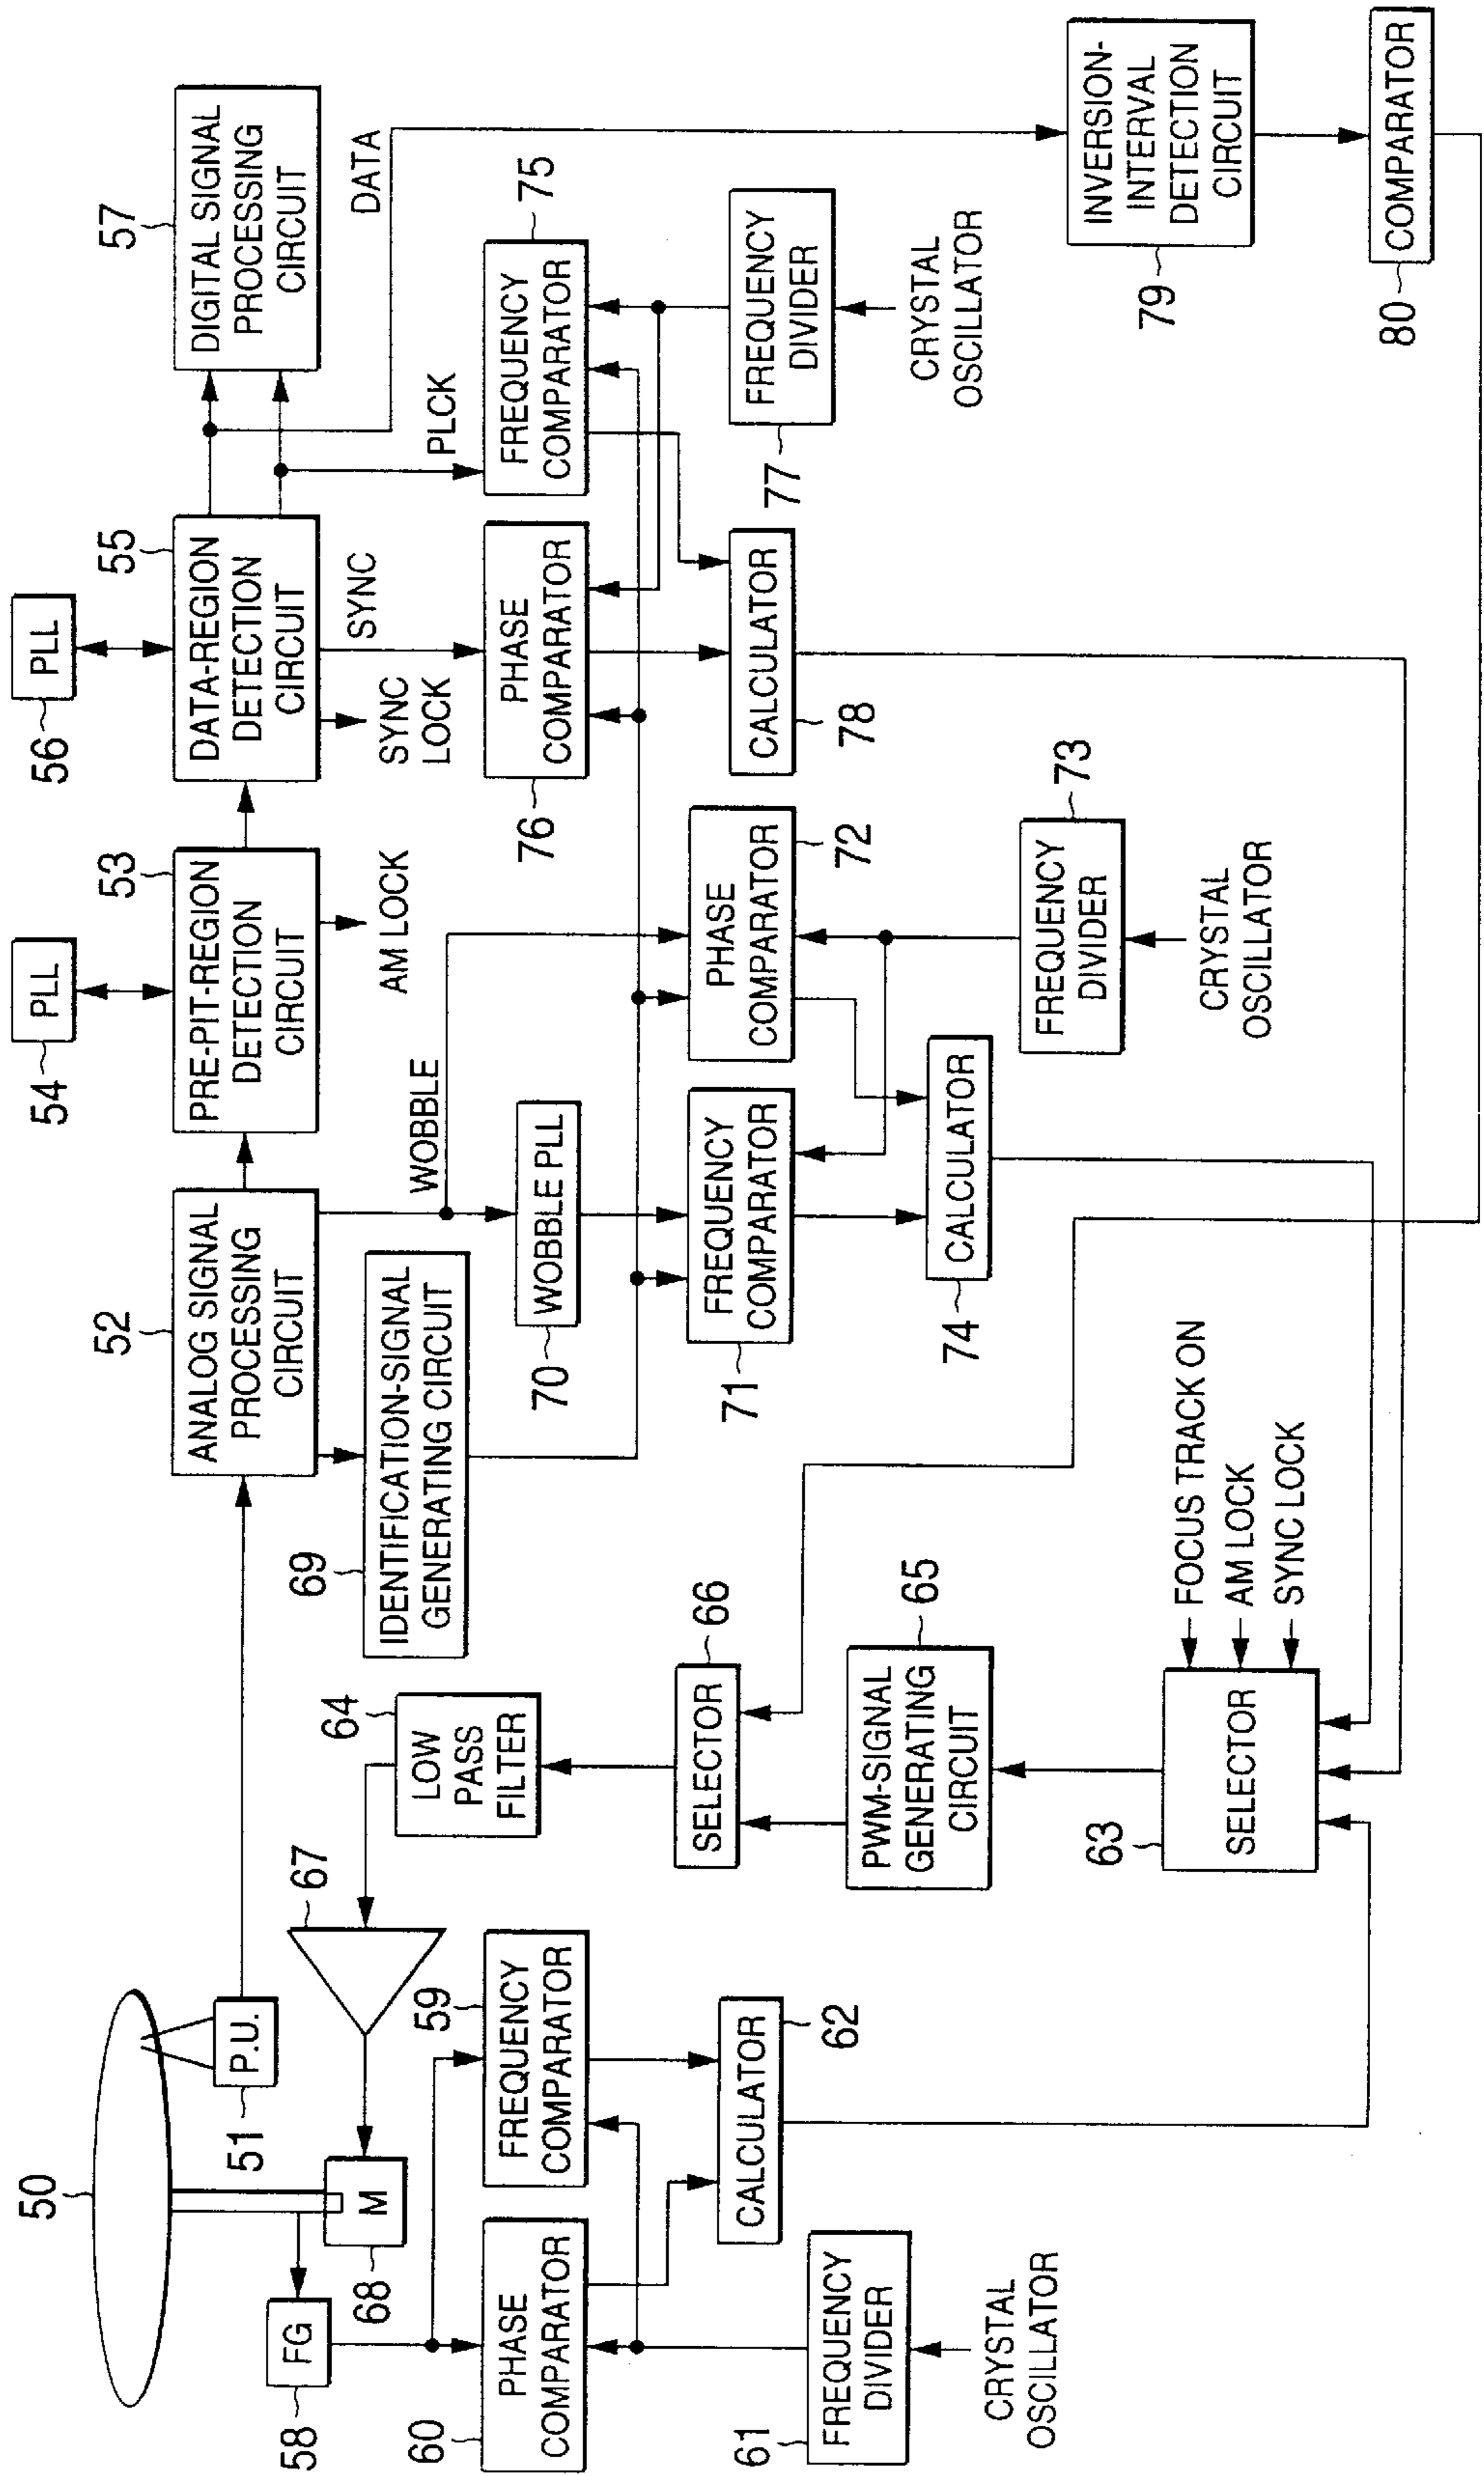 50
P.U.
51
M
68
FG
58
67
LOW
PASS
FILTER
64
PHASE
COMPARATOR
60
FREQUENCY
COMPARATOR
59
FREQUENCY
DIVIDER
61
CRYSTAL
OSCILLATOR
CALCULATOR
62
SELECTOR
66
PWM-SIGNAL
GENERATING
CIRCUIT
65
SELECTOR
63
FOCUS TRACK ON
AM LOCK
SYNC LOCK
ANALOG SIGNAL
PROCESSING
CIRCUIT
52
IDENTIFICATION-SIGNAL
GENERATING CIRCUIT
69
WOBBLE
WOBBLE PLL
70
FREQUENCY
COMPARATOR
71
PHASE
COMPARATOR
72
CALCULATOR
74
FREQUENCY
DIVIDER
73
CRYSTAL
OSCILLATOR
PLL
54
PRE-PIT-REGION
DETECTION
CIRCUIT
53
AM LOCK
PLL
56
DATA-REGION
DETECTION
CIRCUIT
55
SYNC
LOCK
SYNC
PHASE
COMPARATOR
76
CALCULATOR
78
DIGITAL SIGNAL
PROCESSING
CIRCUIT
57
DATA
PLCK
FREQUENCY
COMPARATOR
75
FREQUENCY
DIVIDER
77
CRYSTAL
OSCILLATOR
INVERSION-
INTERVAL
DETECTION
CIRCUIT
79
COMPARATOR
80